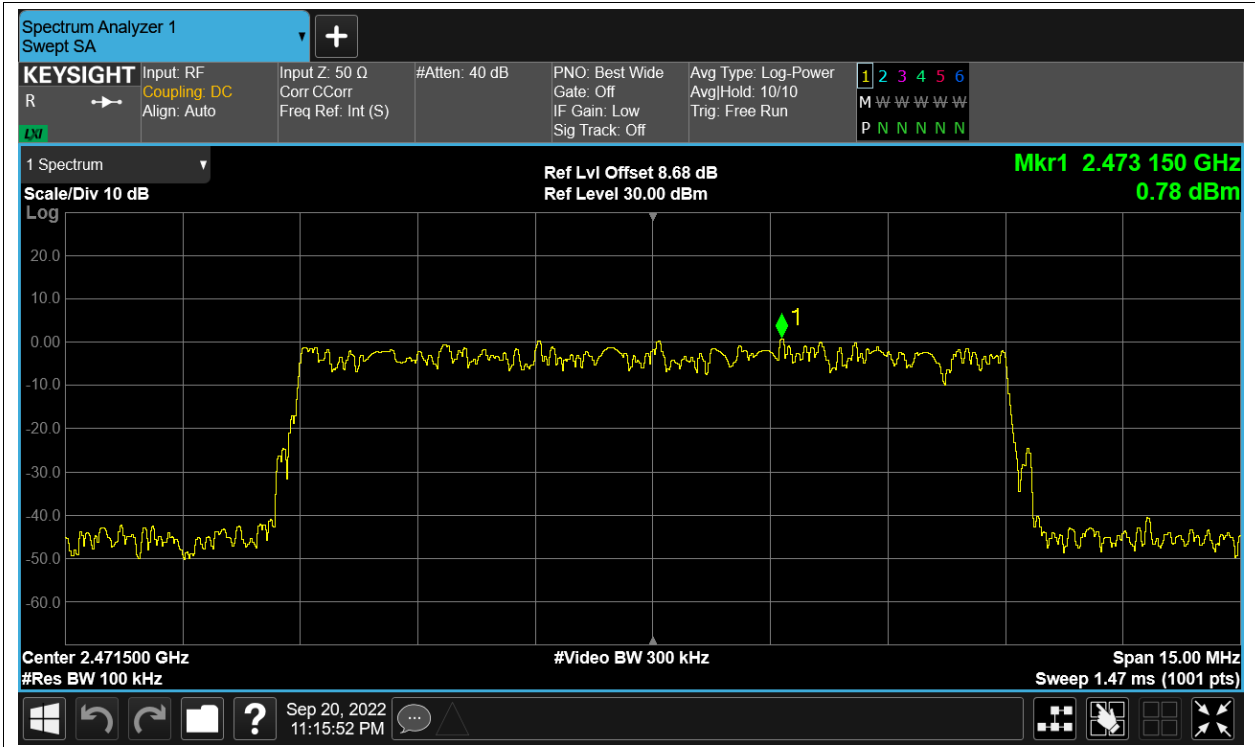 Spectrum Analyzer 1
Swept SA
▼
+
KEYSIGHT
R
LXI
Input: RF
Coupling: DC
Align: Auto
Input Z: 50 Ω
Corr CCorr
Freq Ref: Int (S)
#Atten: 40 dB
PNO: Best Wide
Gate: Off
IF Gain: Low
Sig Track: Off
Avg Type: Log-Power
Avg|Hold: 10/10
Trig: Free Run
1 2 3 4 5 6
M W W W W W
P N N N N N
1 Spectrum ▼
Scale/Div 10 dB
Ref Lvl Offset 8.68 dB
Ref Level 30.00 dBm
Mkr1 2.473 150 GHz
0.78 dBm
Log
20.0
10.0
0.00
-10.0
-20.0
-30.0
-40.0
-50.0
-60.0
1
Center 2.471500 GHz
#Res BW 100 kHz
#Video BW 300 kHz
Span 15.00 MHz
Sweep 1.47 ms (1001 pts)
?
Sep 20, 2022
11:15:52 PM